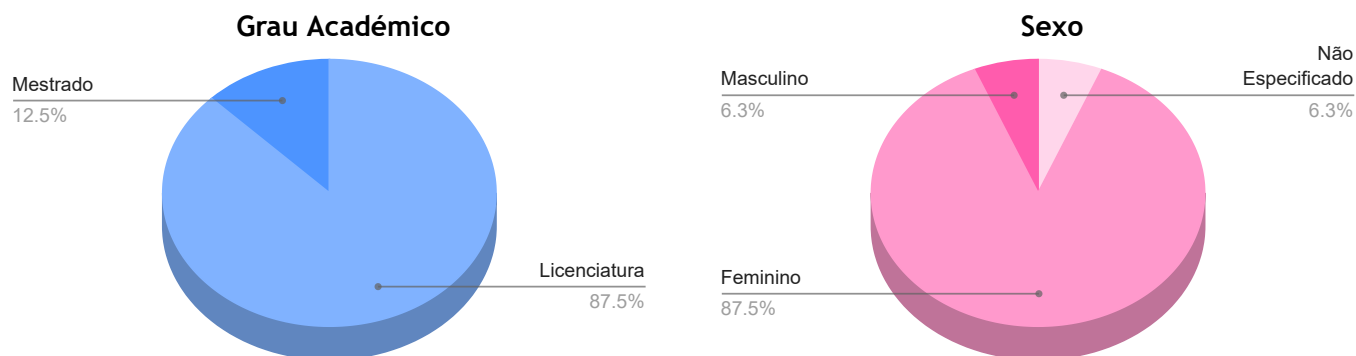 Grau Académico
Mestrado
12.5%
Licenciatura
87.5%
Sexo
Masculino
6.3%
Não
Especificado
6.3%
Feminino
87.5%